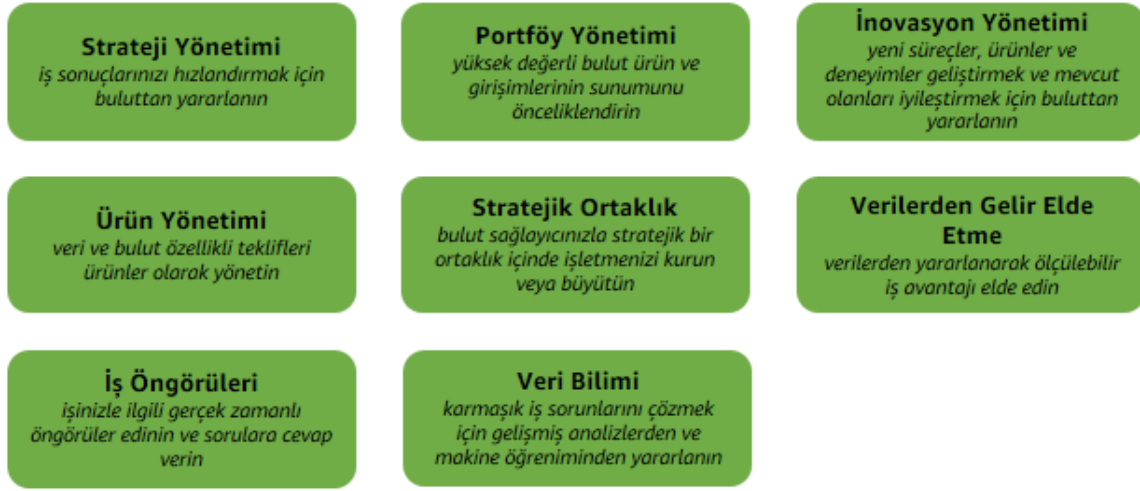 Strateji Yönetimi
iş sonuçlarınızı hızlandırmak için
buluttan yararlanın
Portföy Yönetimi
yüksek değerli bulut ürün ve
girişimlerinin sunumunu
önceliklendirin
İnovasyon Yönetimi
yeni süreçler, ürünler ve
deneyimler geliştirmek ve mevcut
olanları iyileştirmek için buluttan
yararlanın
Ürün Yönetimi
veri ve bulut özellikli teklifleri
ürünler olarak yönetin
Stratejik Ortaklık
bulut sağlayıcınızla stratejik bir
ortaklık içinde işletmenizi kurun
veya büyütün
Verilerden Gelir Elde
Etme
verilerden yararlanarak ölçülebilir
iş avantajı elde edin
İş Öngörüleri
işinizle ilgili gerçek zamanlı
öngörüler edinin ve sorulara cevap
verin
Veri Bilimi
karmaşık iş sorunlarını çözmek
için gelişmiş analizlerden ve
makine öğreniminden yararlanın